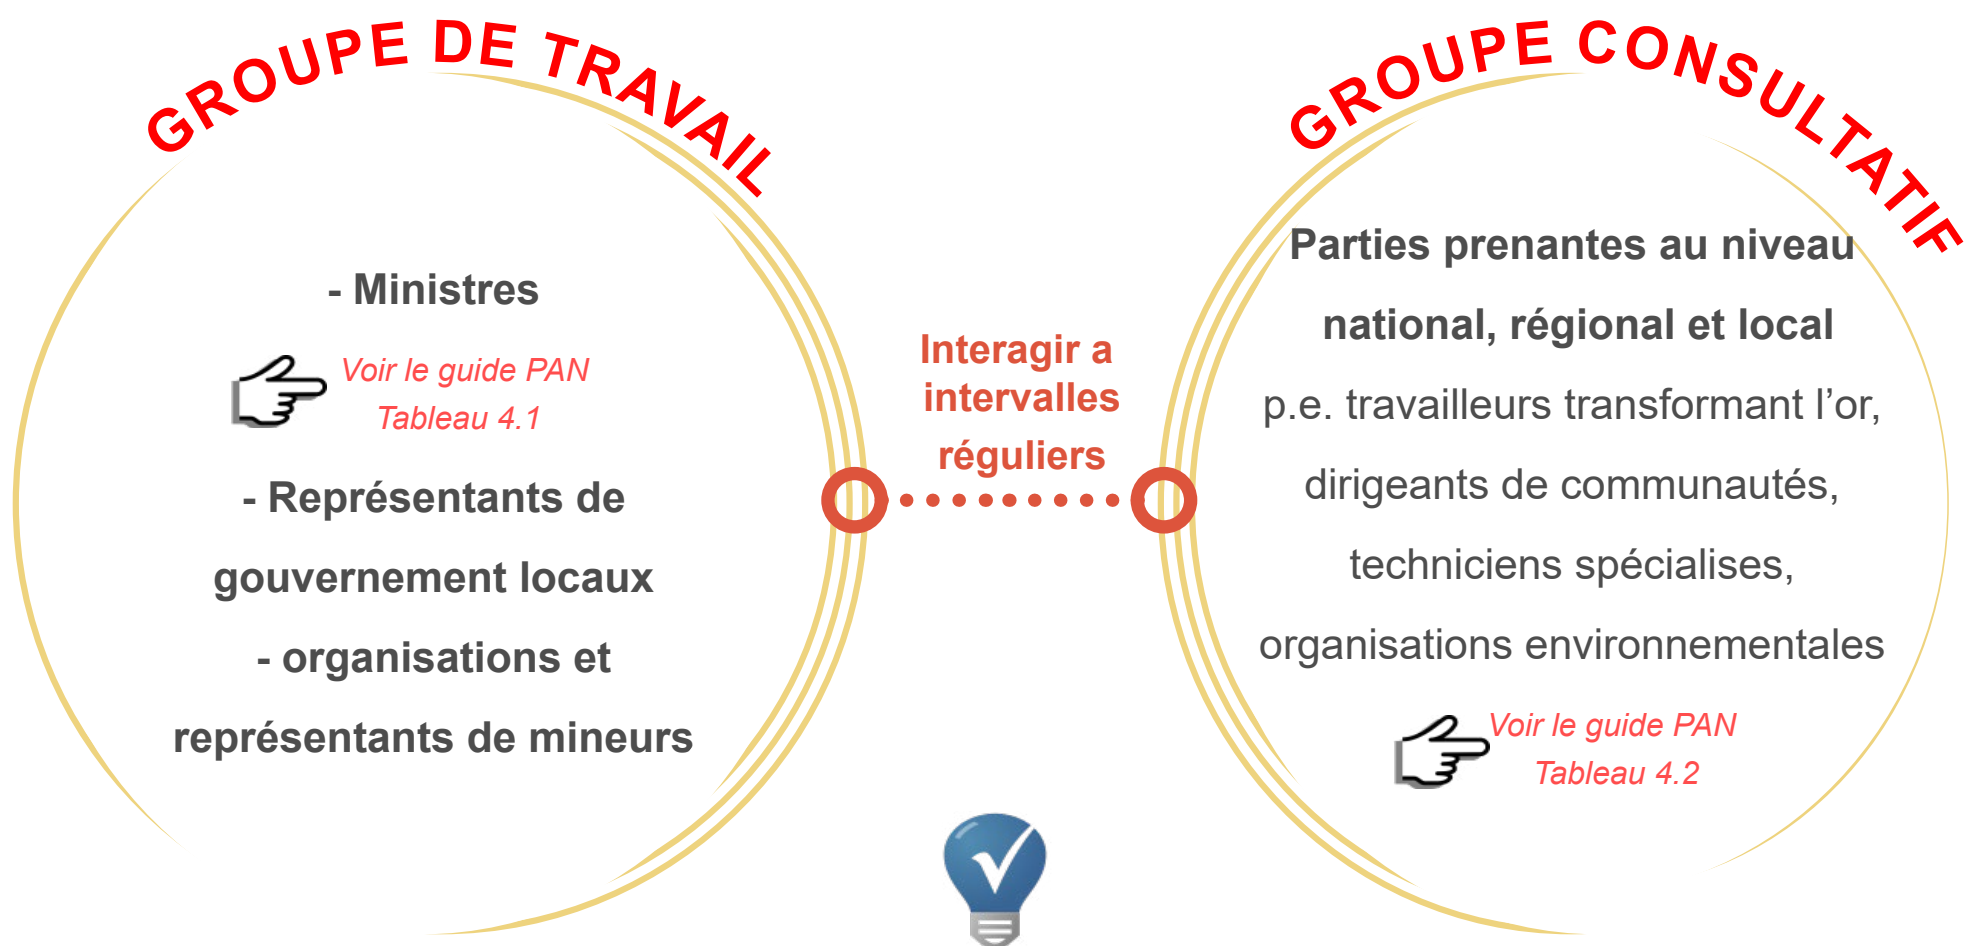 GROUPE DE TRAVAIL
- Ministres
Voir le guide PAN
Tableau 4.1
- Représentants de
gouvernement locaux
- organisations et
représentants de mineurs
Interagir a
intervalles
réguliers
GROUPE CONSULTATIF
Parties prenantes au niveau
national, régional et local
p.e. travailleurs transformant l’or,
dirigeants de communautés,
techniciens spécialises,
organisations environnementales
Voir le guide PAN
Tableau 4.2